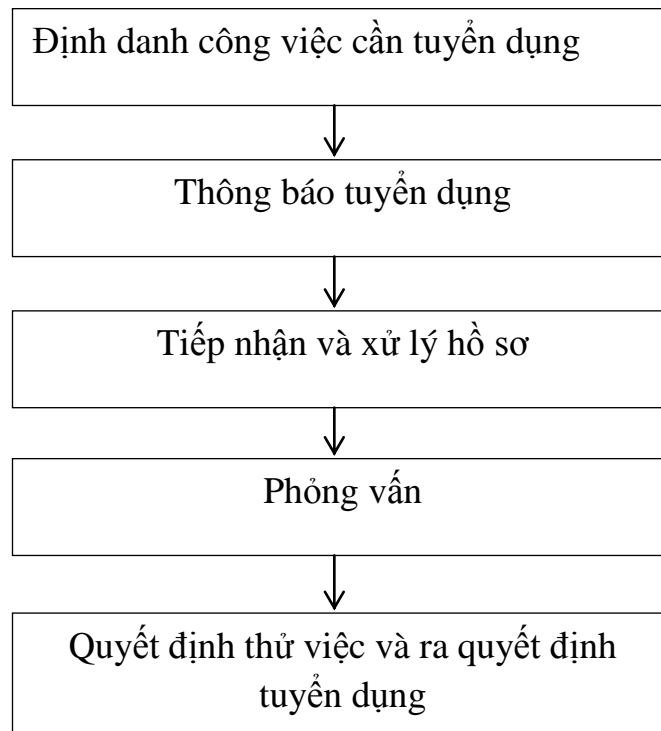 Định danh công việc cần tuyển dụng
Thông báo tuyển dụng
Tiếp nhận và xử lý hồ sơ
Phỏng vấn
Quyết định thử việc và ra quyết định
tuyển dụng